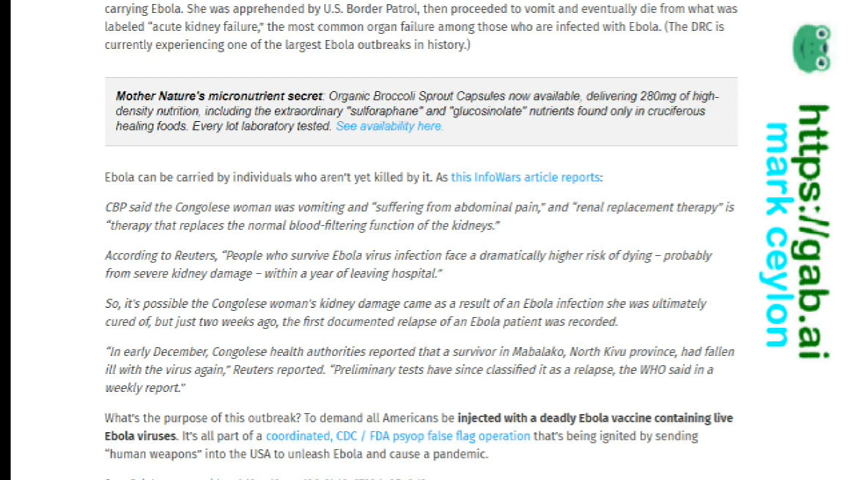 carrying Ebola. She was apprehended by U.S. Border Patrol, then proceeded to vomit and eventually die from what was
labeled "acute kidney failure," the most common organ failure among those who are infected with Ebola. (The DRC is
currently experiencing one of the largest Ebola outbreaks in history.)
Mother Nature's micronutrient secret: Organic Broccoli Sprout Capsules now available, delivering 280mg of high-
density nutrition, including the extraordinary "sulforaphane" and "glucosinolate" nutrients found only in cruciferous
healing foods. Every lot laboratory tested. See availability here.
Ebola can be carried by individuals who aren't yet killed by it. As this InfoWars article reports:
CBP said the Congolese woman was vomiting and "suffering from abdominal pain," and "renal replacement therapy" is
"therapy that replaces the normal blood-filtering function of the kidneys."
According to Reuters, "People who survive Ebola virus infection face a dramatically higher risk of dying – probably
from severe kidney damage – within a year of leaving hospital."
So, it's possible the Congolese woman's kidney damage came as a result of an Ebola infection she was ultimately
cured of, but just two weeks ago, the first documented relapse of an Ebola patient was recorded.
"In early December, Congolese health authorities reported that a survivor in Mabalako, North Kivu province, had fallen
ill with the virus again," Reuters reported. "Preliminary tests have since classified it as a relapse, the WHO said in a
weekly report."
What's the purpose of this outbreak? To demand all Americans be injected with a deadly Ebola vaccine containing live
Ebola viruses. It's all part of a coordinated, CDC / FDA psyop false flag operation that's being ignited by sending
"human weapons" into the USA to unleash Ebola and cause a pandemic.
https://gab.ai
mark ceylon